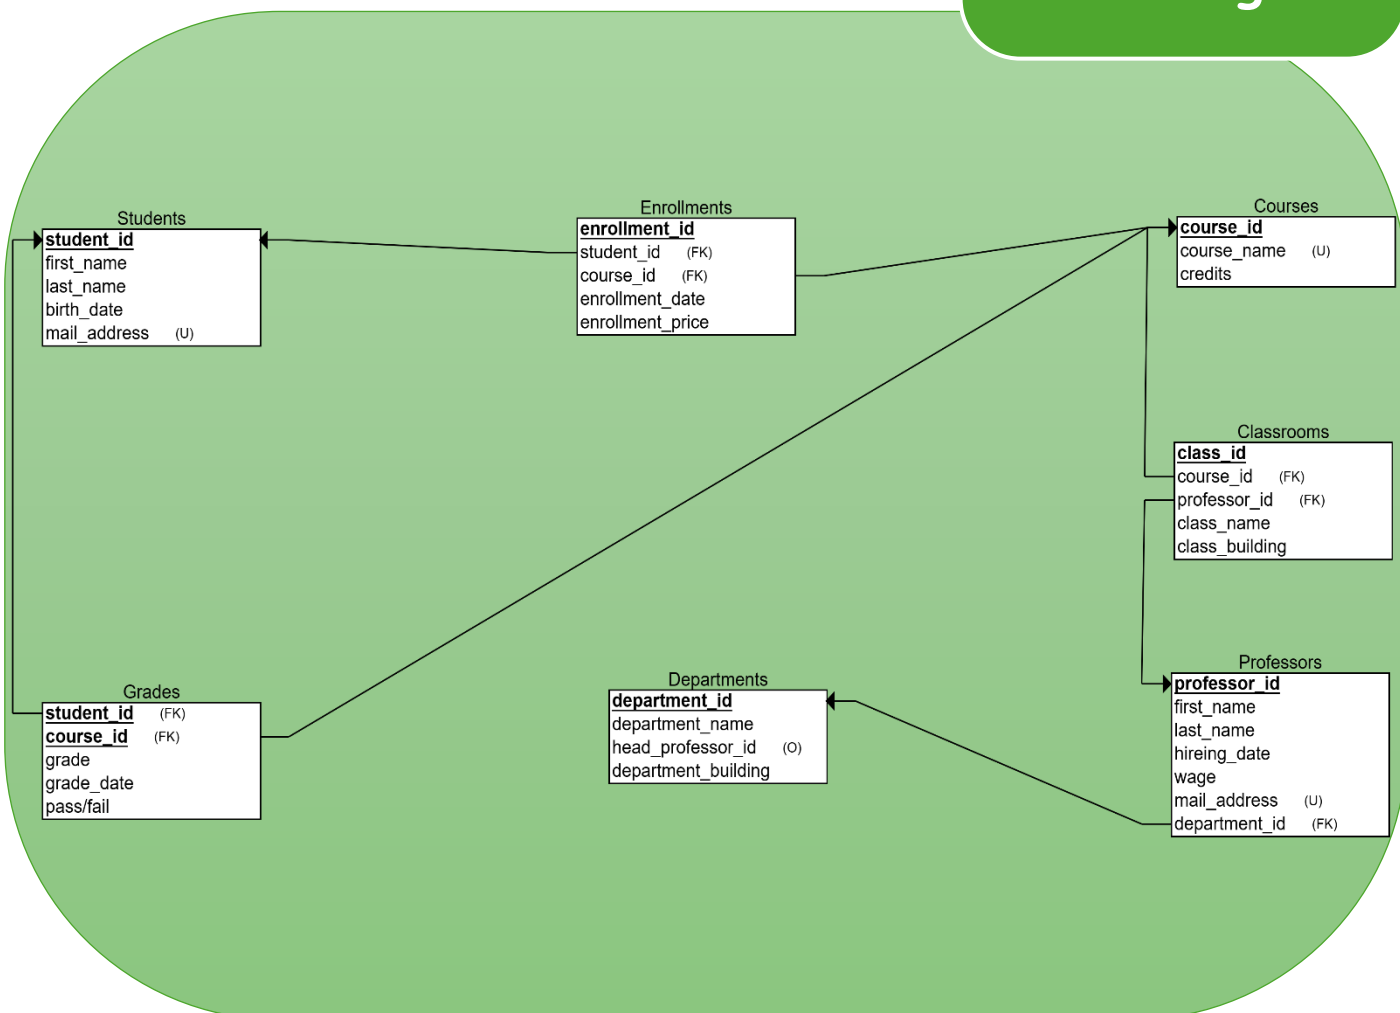 Students
student_id
first_name
last_name
birth_date
mail_address (U)
Enrollments
enrollment_id
student_id (FK)
course_id (FK)
enrollment_date
enrollment_price
Courses
course_id
course_name (U)
credits
Classrooms
class_id
course_id (FK)
professor_id (FK)
class_name
class_building
Grades
student_id (FK)
course_id (FK)
grade
grade_date
pass/fail
Departments
department_id
department_name
head_professor_id (O)
department_building
Professors
professor_id
first_name
last_name
hireing_date
wage
mail_address (U)
department_id (FK)